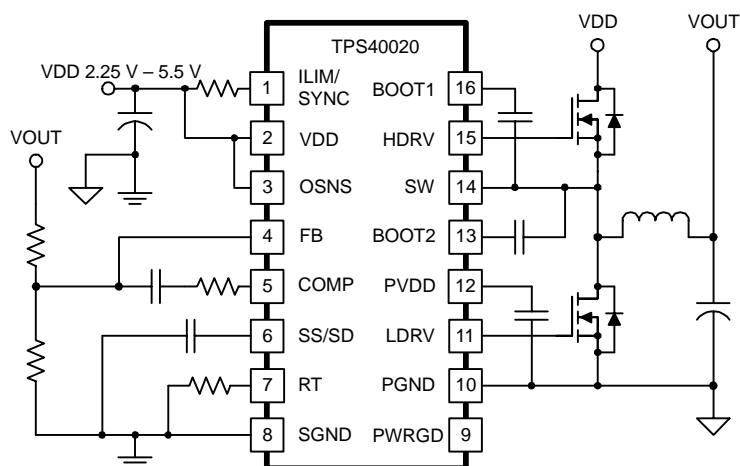 TPS40020
VDD
VOUT
VDD 2.25 V – 5.5 V
1
ILIM/
SYNC
BOOT1
16
VOUT
2
VDD
HDRV
15
3
OSNS
SW
14
4
FB
BOOT2
13
5
COMP
PVDD
12
6
SS/SD
LDRV
11
7
RT
PGND
10
8
SGND
PWRGD
9